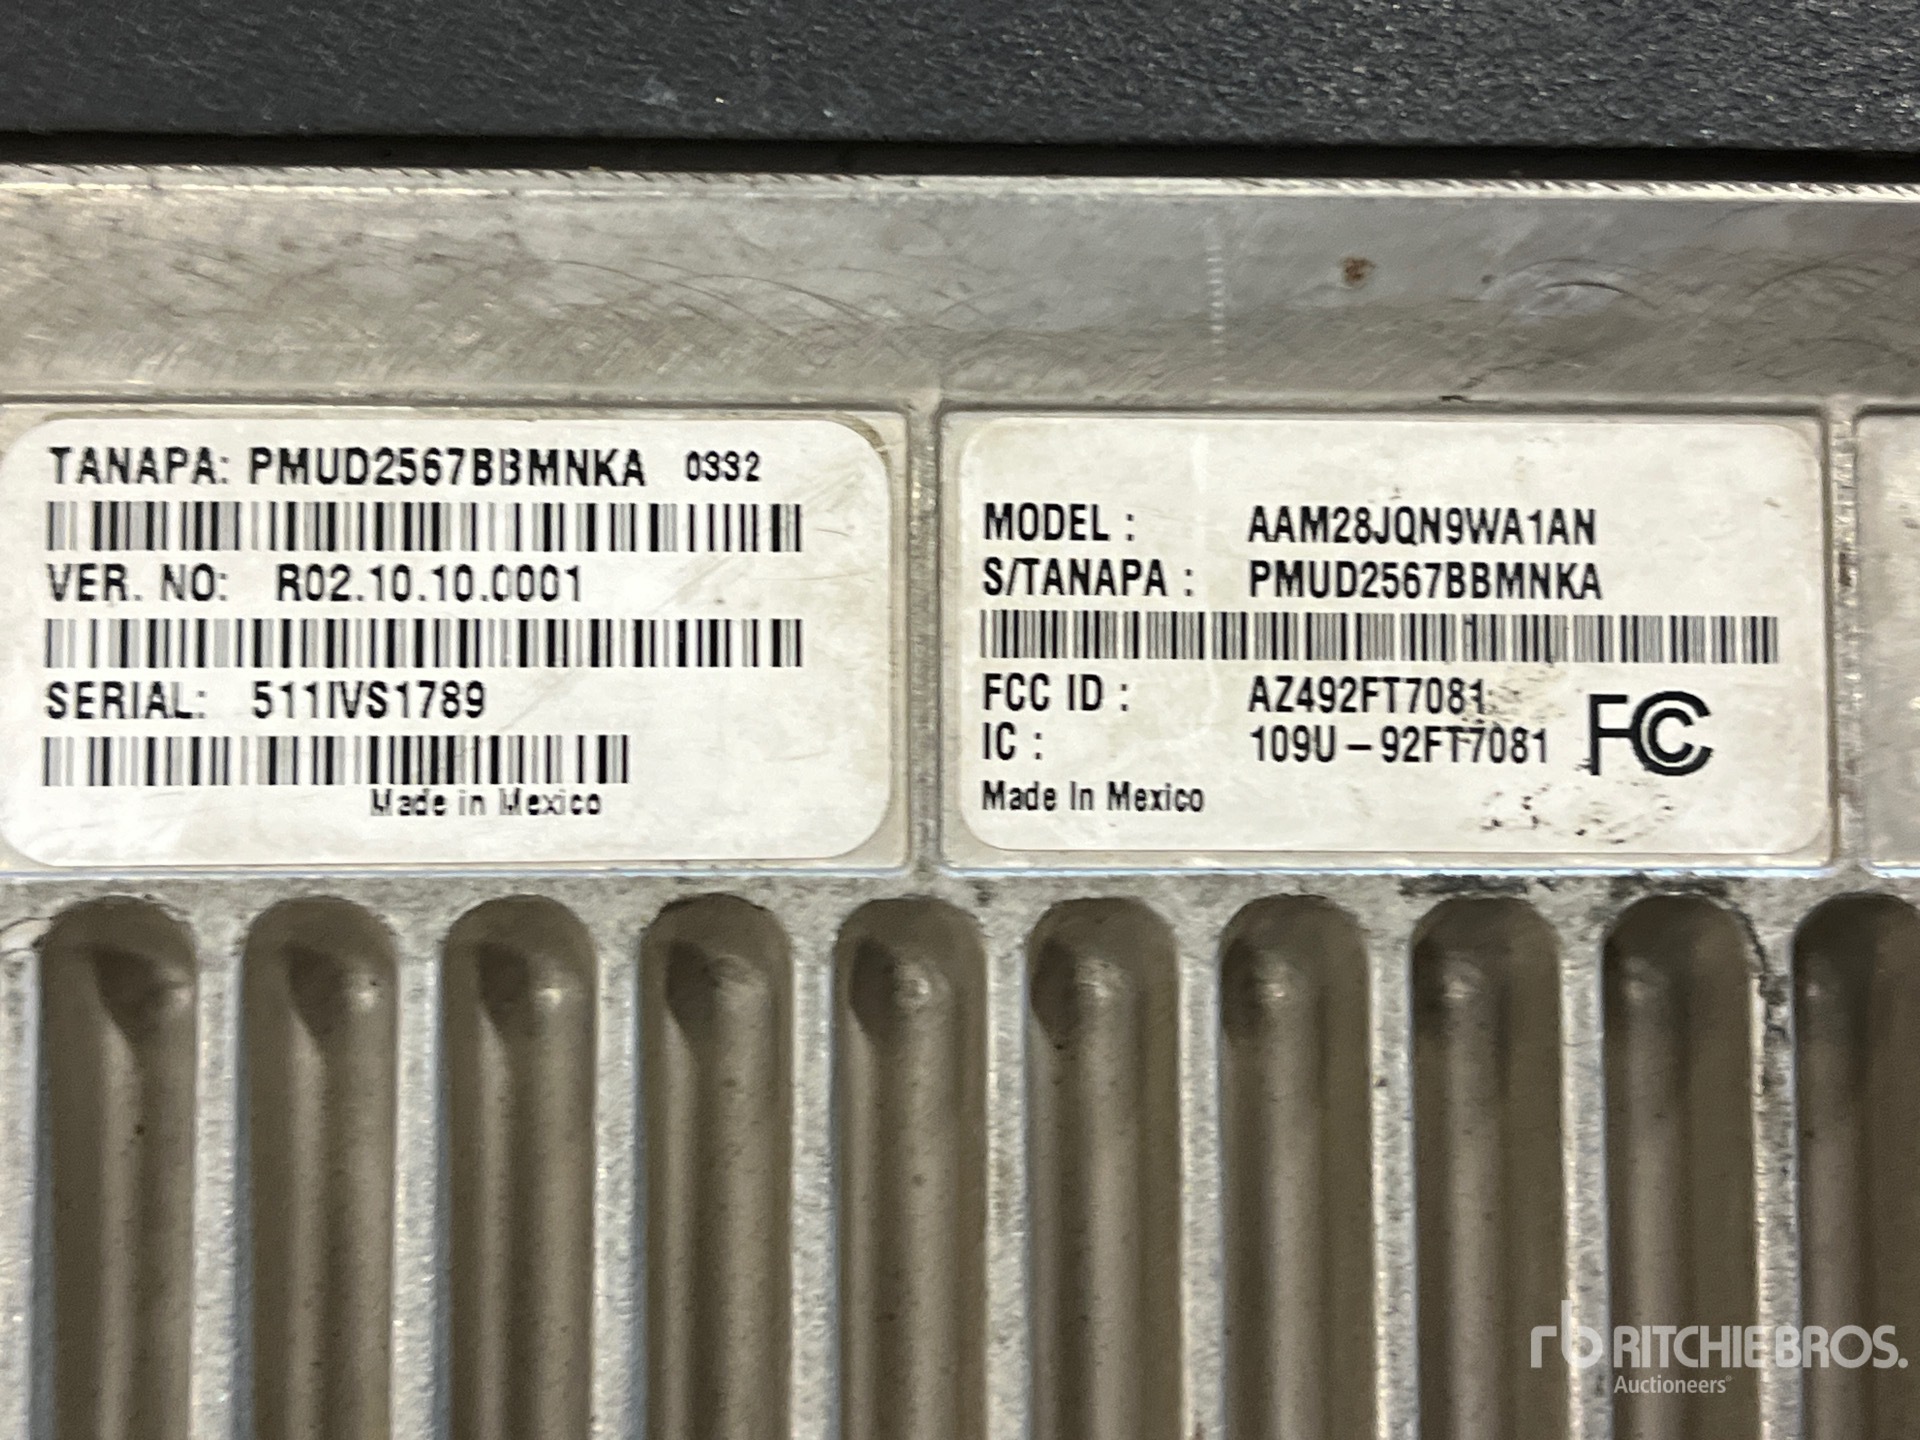 TANAPA: PMUD2567BBMNKA 0332
VER. NO: R02.10.10.0001
SERIAL: 511IVS1789
Made in Mexico
MODEL : AAM28JQN9WA1AN
S/TANAPA : PMUD2567BBMNKA
FCC ID : AZ492FT7081
IC : 109U-92FT7081
FC
Made In Mexico
rb RITCHIE BROS.
Auctioneers